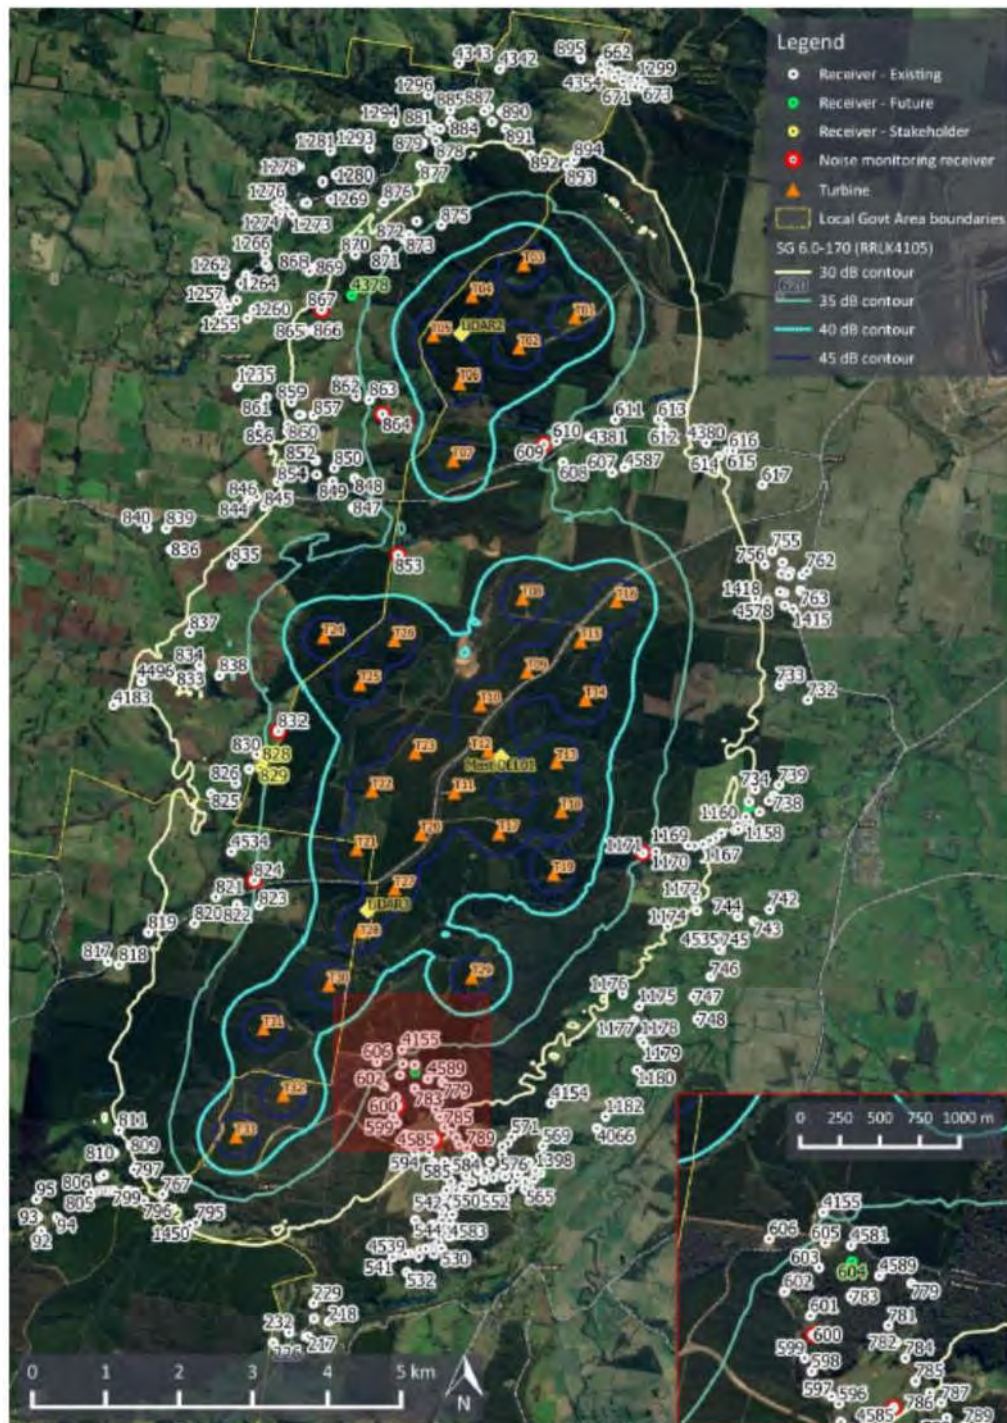 Legend
Receiver - Existing
Receiver - Future
Receiver - Stakeholder
Noise monitoring receiver
Turbine
Local Govt Area boundaries
SG 6.0-170 (RRLK4105)
30 dB contour
35 dB contour
40 dB contour
45 dB contour
4343 4342 895 662
1299
4354
671 673
1296
885 887 890
1294 881 884 891
1281 1293 879 878
892 894
893
1278 1280 877
1276 1269 876
1274 1273 875
872 873
1266 870
868 869 871
1262 1264 4378
1257 867
1260
1255 865 866
T03
T04
T01
T05 LiDAR2
T02
T06
1235 859 862 863
861 857 864
856 860
611 613
610 612 4380 616
609 4381 614 615
852 850 T07
608 607 4587 617
854 849 848
846 845 847
844
840 839
836 835 853
755
756 762
1418 763
4578 1415
T08 T16
837 T24 T26 T15
834 838 T25 T09
4496 833 T14
4183 T10
733 732
832
830 828
829
826
825
T23 T12 Mast DEL01
T13
T22 T11
T18
T20 T17
T21
734 739
738
1160 1158
1169 1167
1171 1170
4534
824
821
820 822 823
T27 T19
LiDAR3
T28
1172
744 742
1174 743
4535 745
819
817 818
T30 T29
746
1176 1175 747
T31
1177 1178 748
1179
1180
606 4155
602 4589
779
600 783
599 785
4585 789
594
T32
T33
4154 1182
4066
811
810 809
571 569
584 576 1398
585 565
806 797
805 799 767
796 795
1450
95
93 94
92
542 550 552
544 4583
4539
541 530
532
229
232 218
217
226
0 1 2 3 4 5 km
N
0 250 500 750 1000 m
4155
606 605 4581
603 604 4589
602 779
783
601 781
600 782 784
599 598
785
597 596 786 787
4585 789